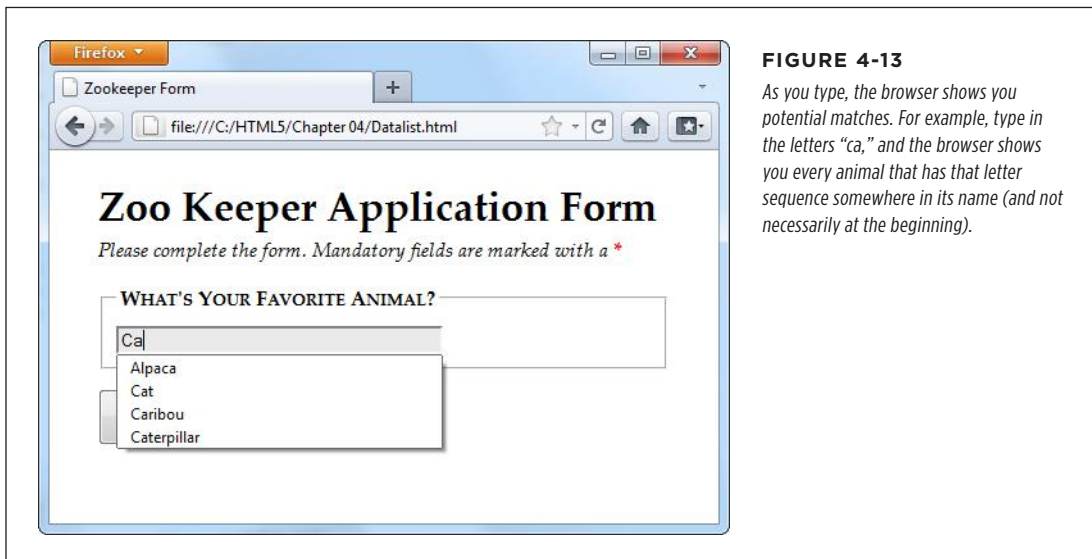 Firefox
Zookeeper Form
file:///C:/HTML5/Chapter 04/Datalist.html
Zoo Keeper Application Form
Please complete the form. Mandatory fields are marked with a *
WHAT'S YOUR FAVORITE ANIMAL?
Ca
Alpaca
Cat
Caribou
Caterpillar
FIGURE 4-13
As you type, the browser shows you
potential matches. For example, type in
the letters “ca,” and the browser shows
you every animal that has that letter
sequence somewhere in its name (and not
necessarily at the beginning).